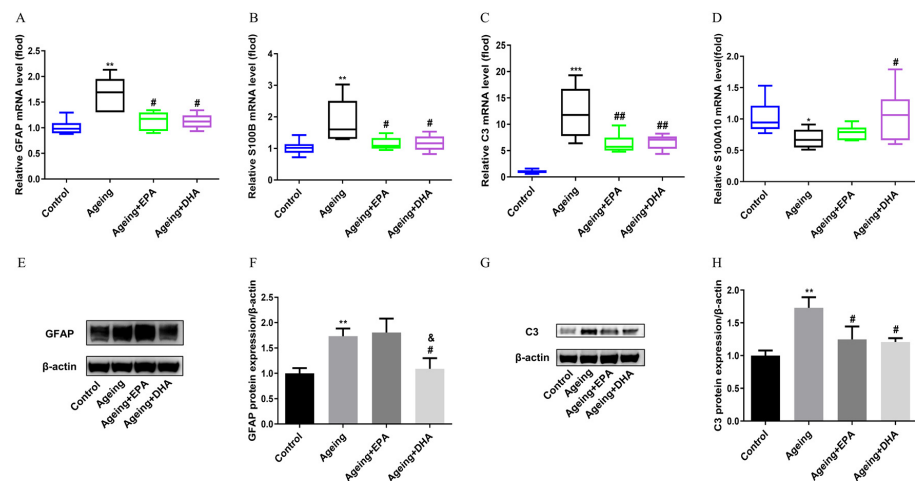 A
Relative GFAP mRNA level (flod)
2.5
2.0
1.5
1.0
0.5
0.0
**
#
#
Control
Ageing
Ageing+EPA
Ageing+DHA
B
Relative S100B mRNA level (flod)
4
3
2
1
0
**
#
#
Control
Ageing
Ageing+EPA
Ageing+DHA
C
Relative C3 mRNA level (flod)
25
20
15
10
5
0
***
##
##
Control
Ageing
Ageing+EPA
Ageing+DHA
D
Relative S100A10 mRNA level(fold)
2.0
1.5
1.0
0.5
0.0
*
#
Control
Ageing
Ageing+EPA
Ageing+DHA
E
GFAP
β-actin
Control
Ageing
Ageing+EPA
Ageing+DHA
F
GFAP protein expression/β-actin
2.5
2.0
1.5
1.0
0.5
0.0
**
&
#
Control
Ageing
Ageing+EPA
Ageing+DHA
G
C3
β-actin
Control
Ageing
Ageing+EPA
Ageing+DHA
H
C3 protein expression/β-actin
2.0
1.5
1.0
0.5
0.0
**
#
#
Control
Ageing
Ageing+EPA
Ageing+DHA